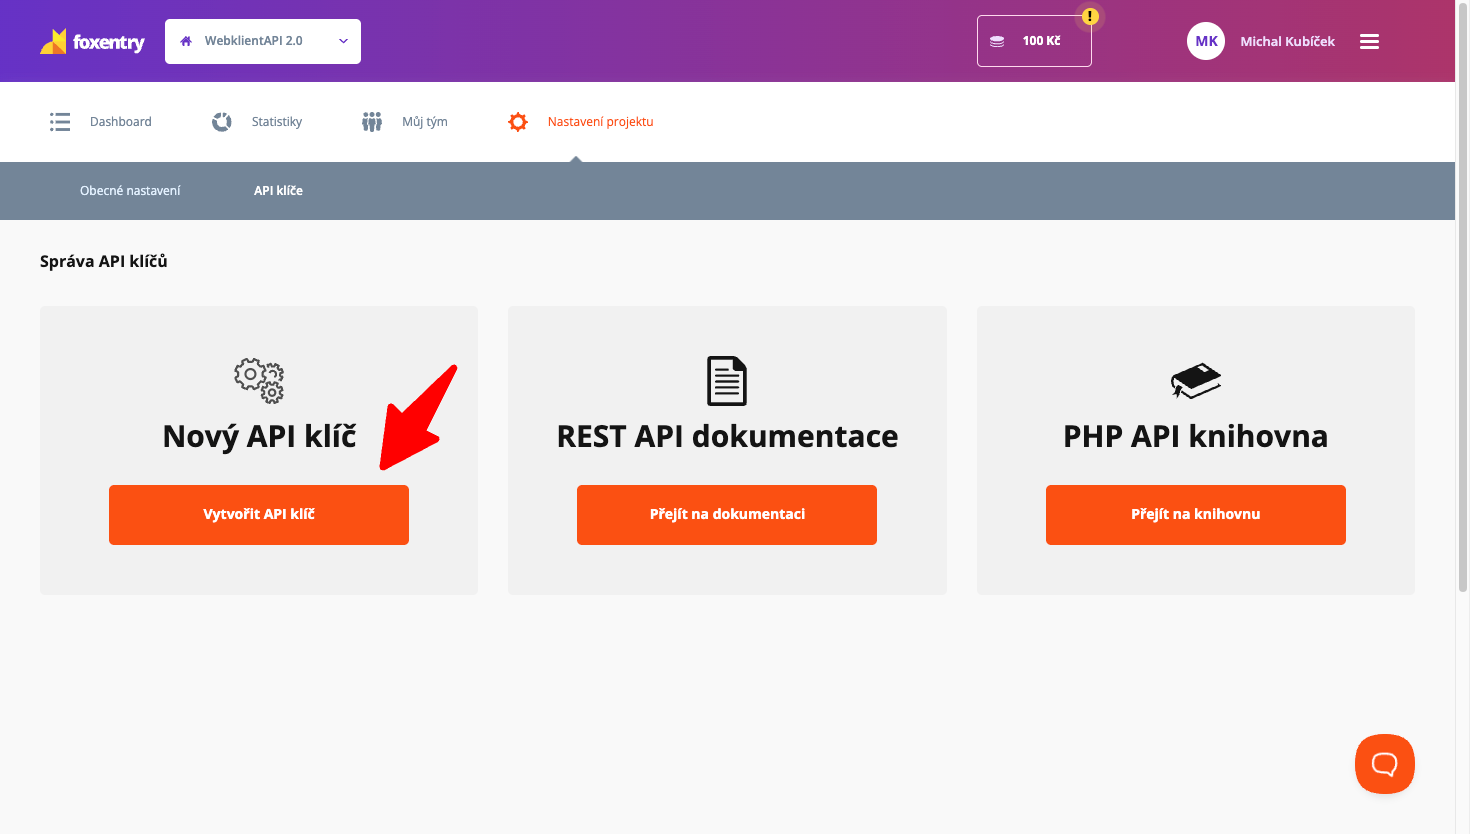 foxentry
WebklientAPI 2.0
100 Kč
!
MK
Michal Kubíček
Dashboard
Statistiky
Můj tým
Nastavení projektu
Obecné nastavení
API klíče
Správa API klíčů
Nový API klíč
Vytvořit API klíč
REST API dokumentace
Přejít na dokumentaci
PHP API knihovna
Přejít na knihovnu